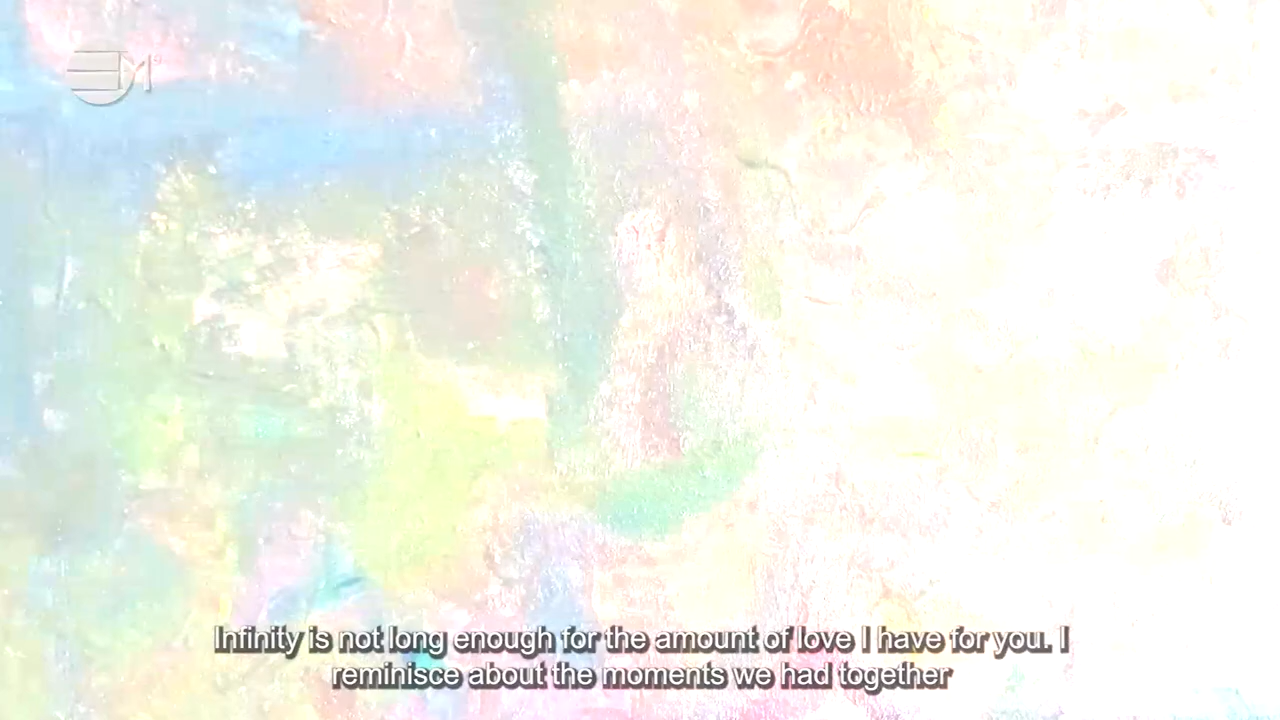 Infinity is not long enough for the amount of love I have for you. I
reminisce about the moments we had together